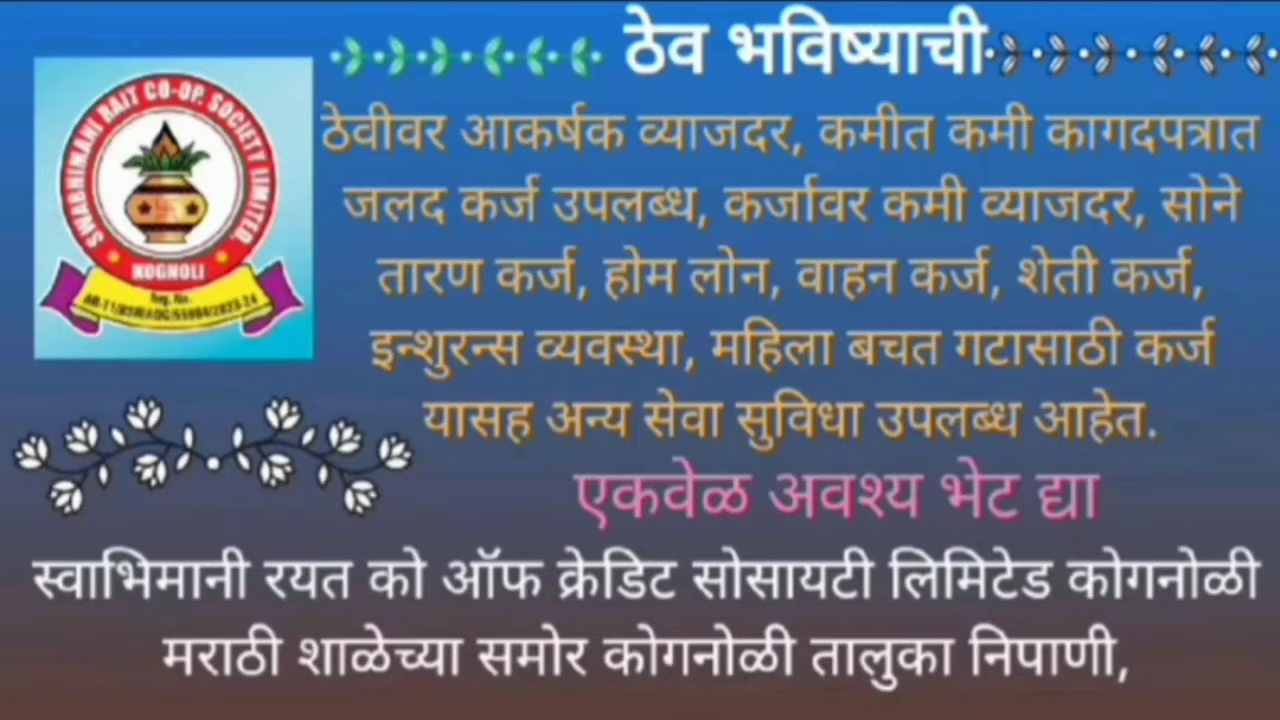 ठेव भविष्याची
SWABHIMANI RAIT CO-OP. SOCIETY LIMITED.
KOGNOLI
Reg. No.
ठेवीवर आकर्षक व्याजदर, कमीत कमी कागदपत्रात
जलद कर्ज उपलब्ध, कर्जावर कमी व्याजदर, सोने
तारण कर्ज, होम लोन, वाहन कर्ज, शेती कर्ज,
इन्शुरन्स व्यवस्था, महिला बचत गटासाठी कर्ज
यासह अन्य सेवा सुविधा उपलब्ध आहेत.
एकवेळ अवश्य भेट द्या
स्वाभिमानी रयत को ऑफ क्रेडिट सोसायटी लिमिटेड कोगनोळी
मराठी शाळेच्या समोर कोगनोळी तालुका निपाणी,